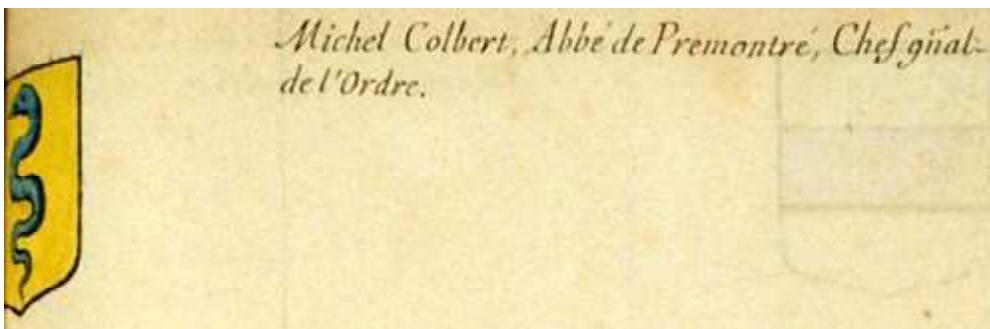 Michel Colbert, Abbé de Premontré, Chef gñal-
de l'Ordre.